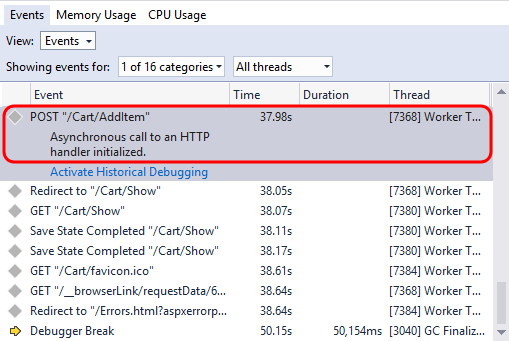 Events Memory Usage CPU Usage
View: Events
Showing events for: 1 of 16 categories All threads
Event Time Duration Thread
POST "/Cart/AddItem" 37.98s [7368] Worker T...
Asynchronous call to an HTTP
handler initialized.
Activate Historical Debugging
Redirect to "/Cart/Show" 38.05s [7368] Worker T...
GET "/Cart/Show" 38.07s [7380] Worker T...
Save State Completed "/Cart/Show" 38.11s [7380] Worker T...
Save State Completed "/Cart/Show" 38.17s [7380] Worker T...
GET "/Cart/favicon.ico" 38.61s [7384] Worker T...
GET "/__browserLink/requestData/6... 38.64s [7368] Worker T...
Redirect to "/Errors.html?aspxerrorp... 38.64s [7384] Worker T...
Debugger Break 50.15s 50,154ms [3040] GC Finaliz...